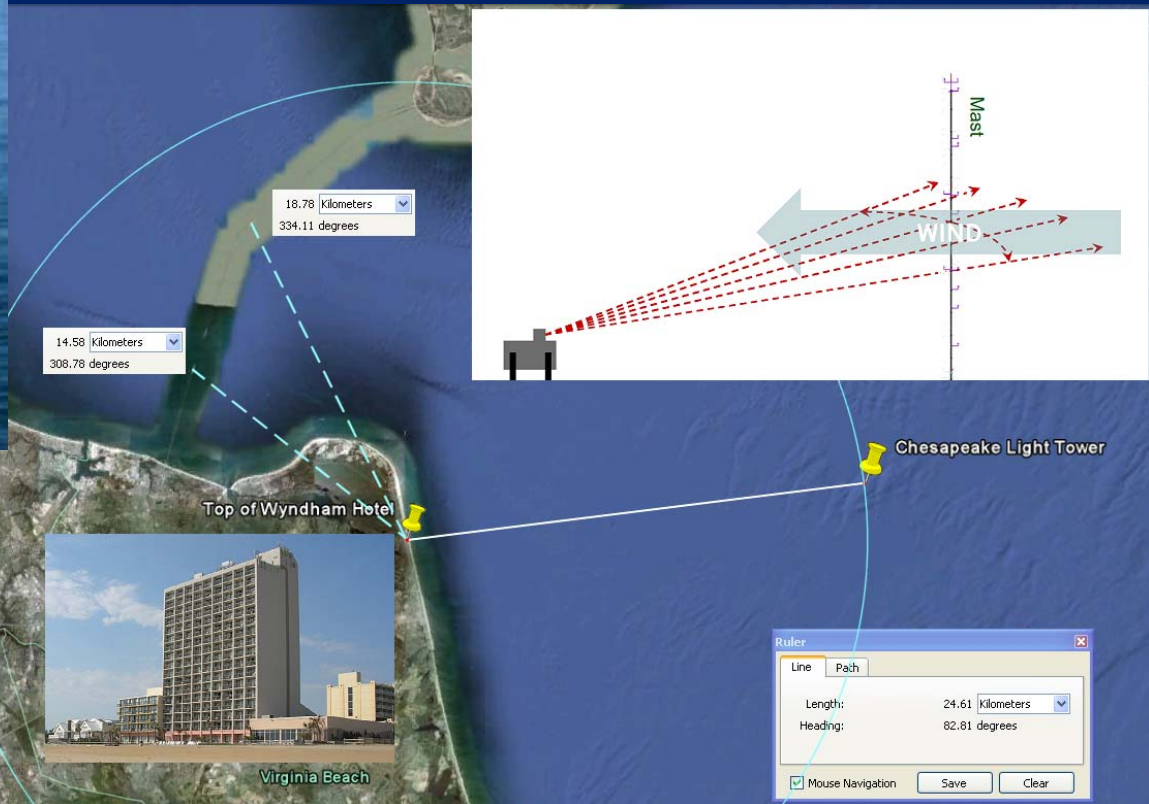 Mast
WIND
18.78 Kilometers
334.11 degrees
14.58 Kilometers
308.78 degrees
Chesapeake Light Tower
Top of Wyndham Hotel
Virginia Beach
Ruler
Line Path
Length: 24.61 Kilometers
Heading: 82.81 degrees
Mouse Navigation Save Clear